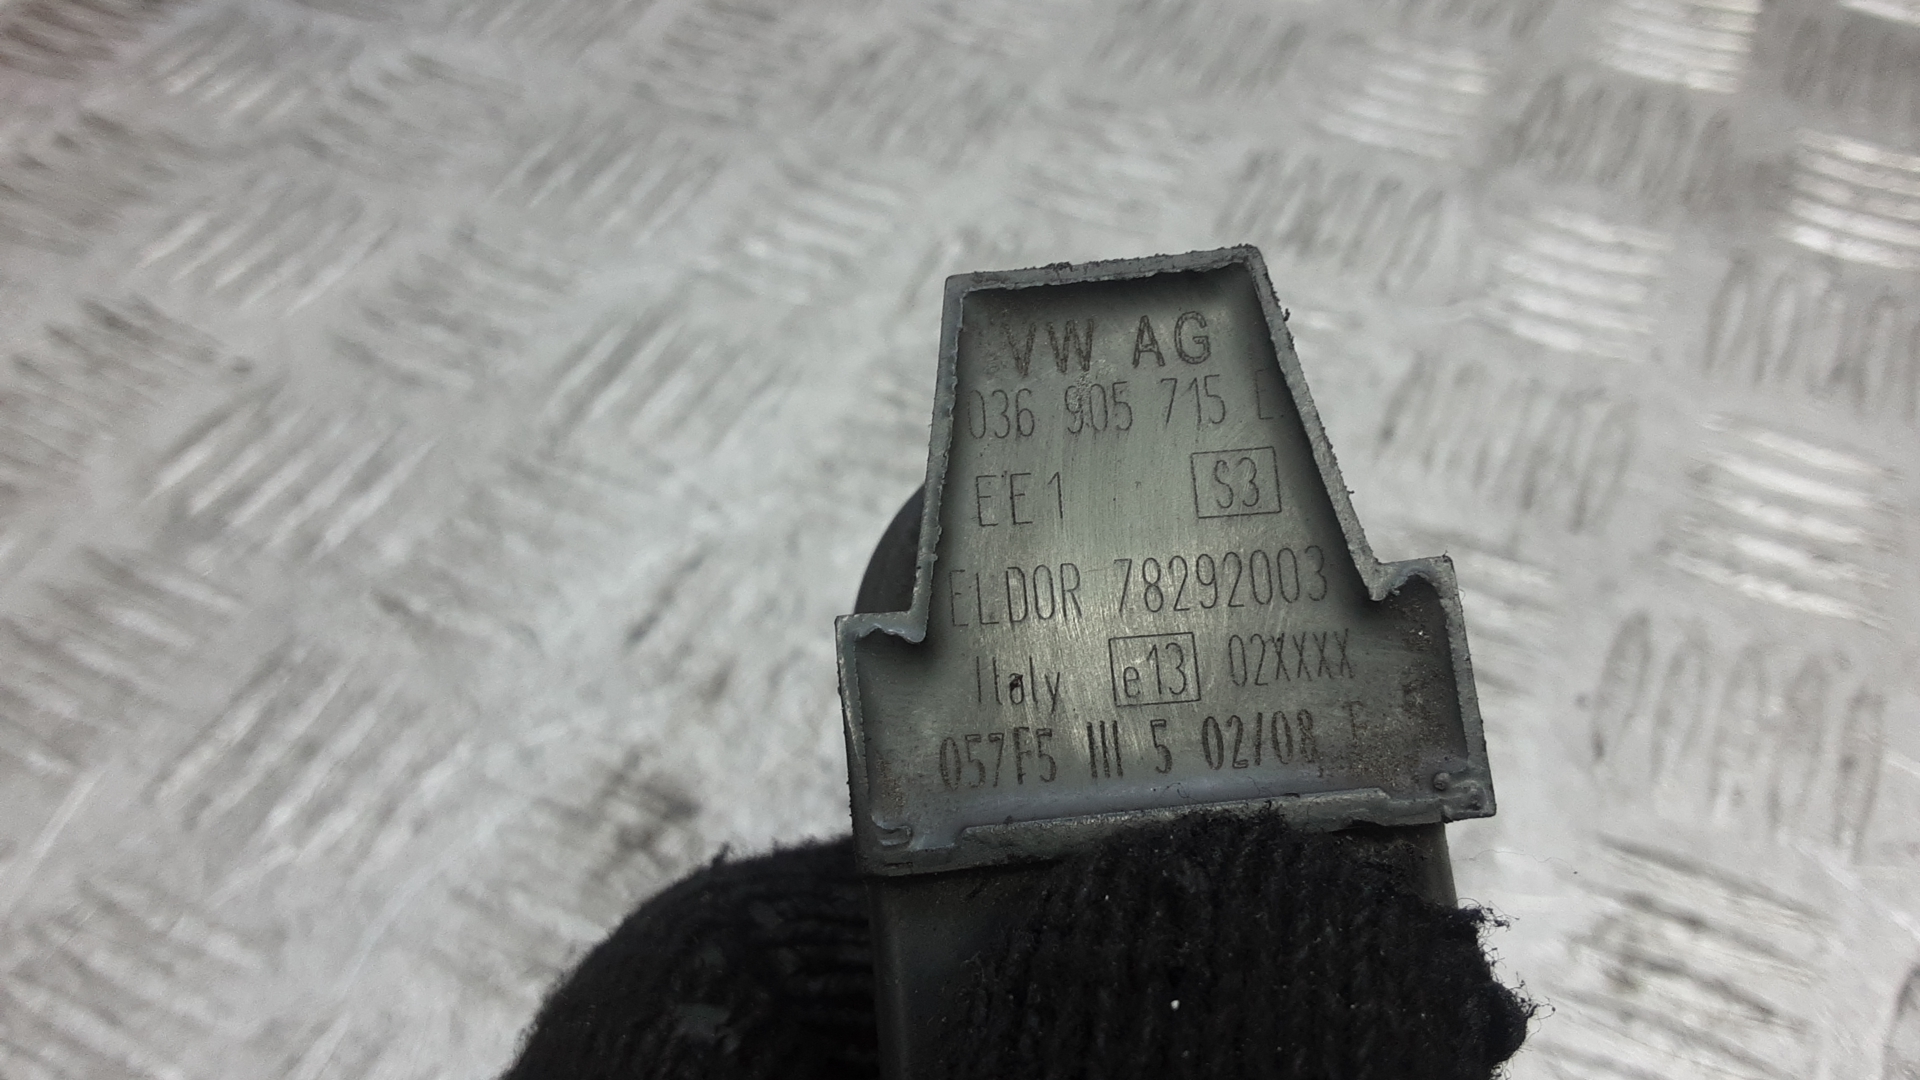 VW AG
036 905 715 E
EE1 S3
ELDOR 78292003
Italy e13 02XXXX
057F5 III 5 02/08